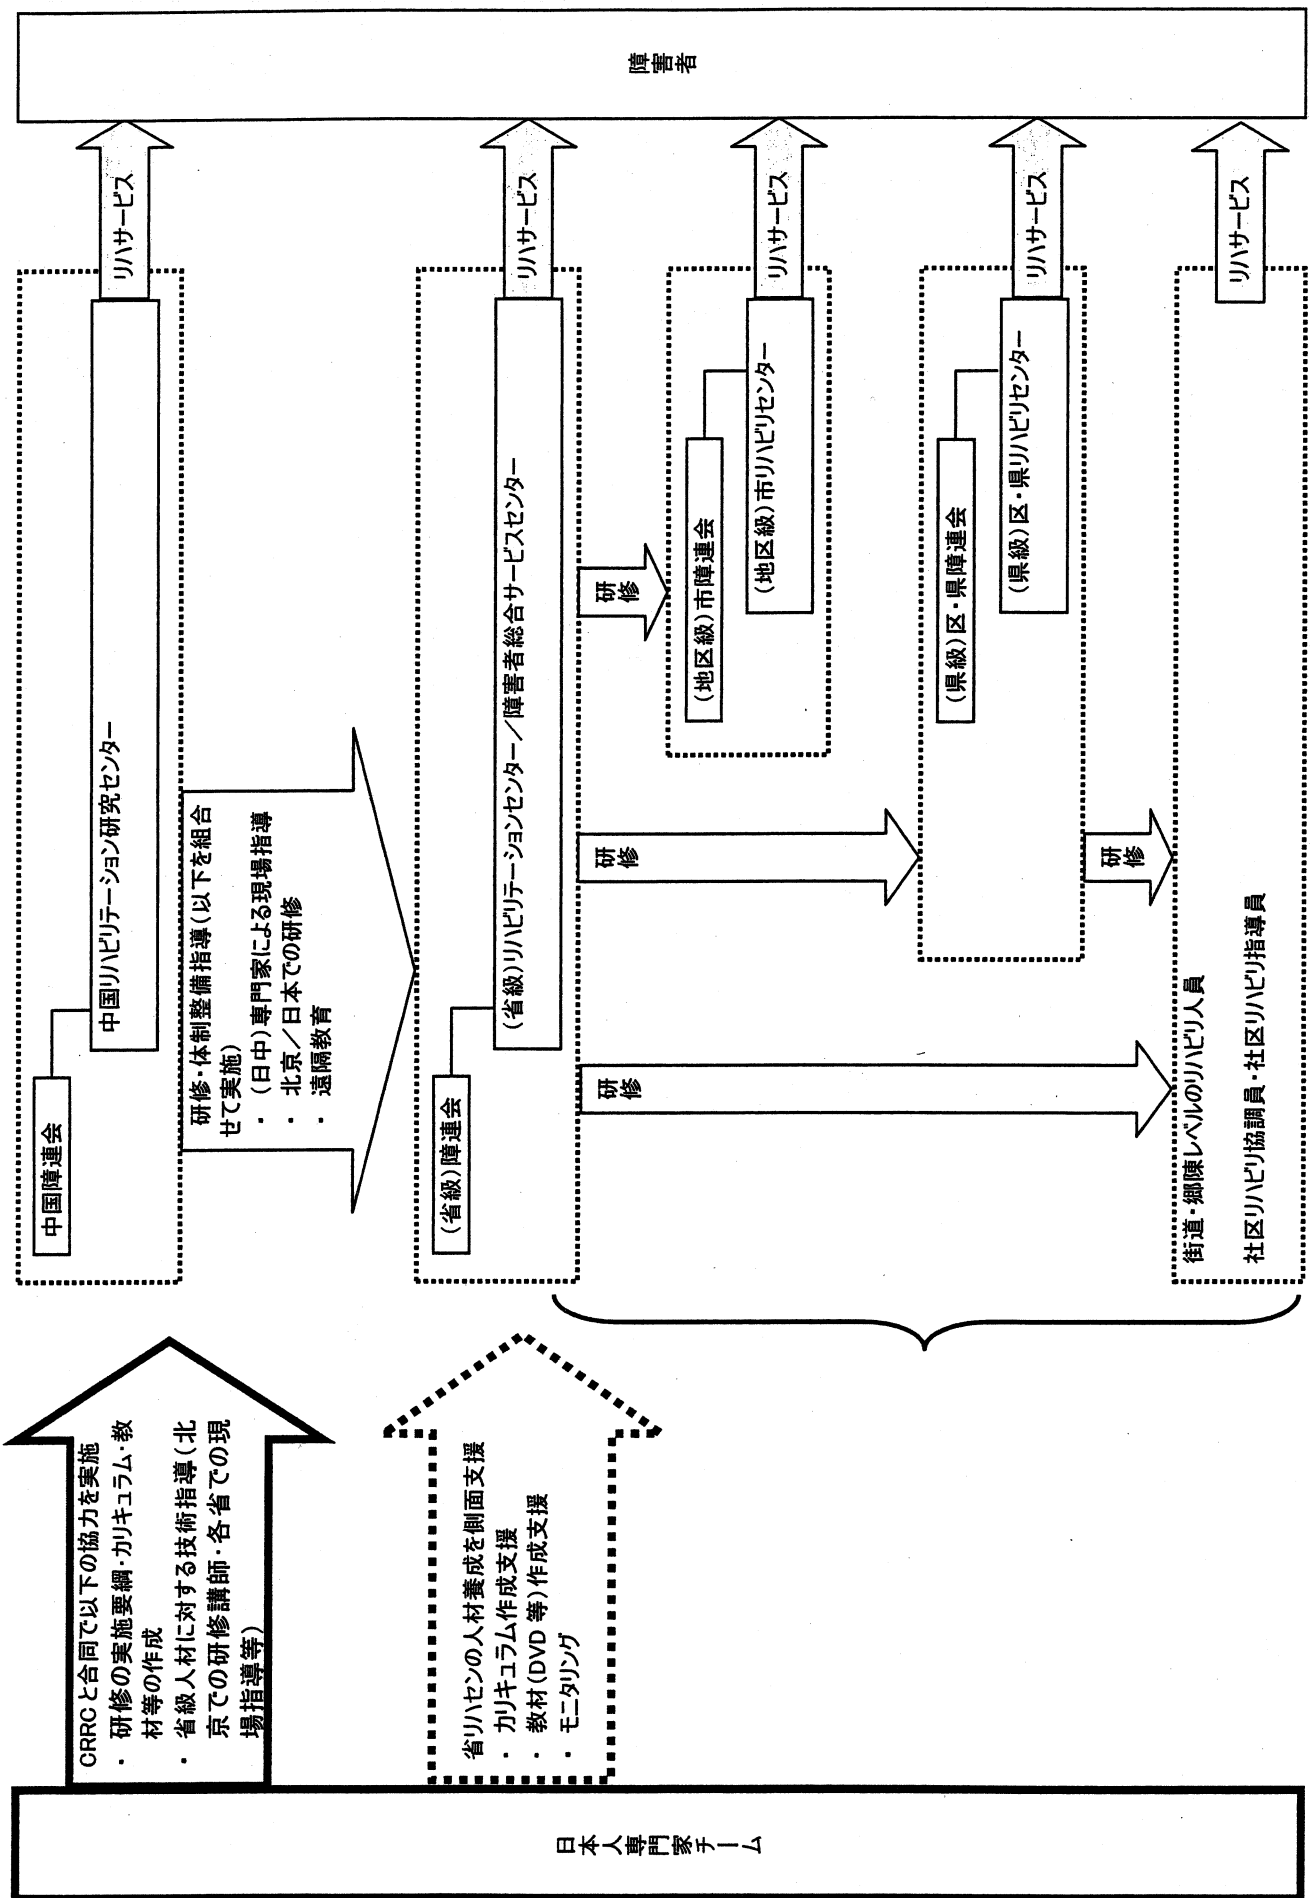 日本人専門家チーム
CRRCと合同で以下の協力を実施
・ 研修の実施要綱・カリキュラム・教
材等の作成
・ 省級人材に対する技術指導(北
京での研修講師・各省での現
場指導等)
省リハセンの人材養成を側面支援
・ カリキュラム作成支援
・ 教材(DVD 等)作成支援
・ モニタリング
中国障連会
中国リハビリテーション研究センター
リハサービス
研修・体制整備指導(以下を組合
せて実施)
・ (日中)専門家による現場指導
・ 北京/日本での研修
・ 遠隔教育
(省級)障連会
(省級)リハビリテーションセンター/障害者総合サービスセンター
リハサービス
研修
研修
研修
(地区級)市障連会
(地区級)市リハビリセンター
リハサービス
(県級)区・県障連会
(県級)区・県リハビリセンター
リハサービス
研修
街道・郷陳レベルのリハビリ人員
社区リハビリ協調員・社区リハビリ指導員
リハサービス
障害者